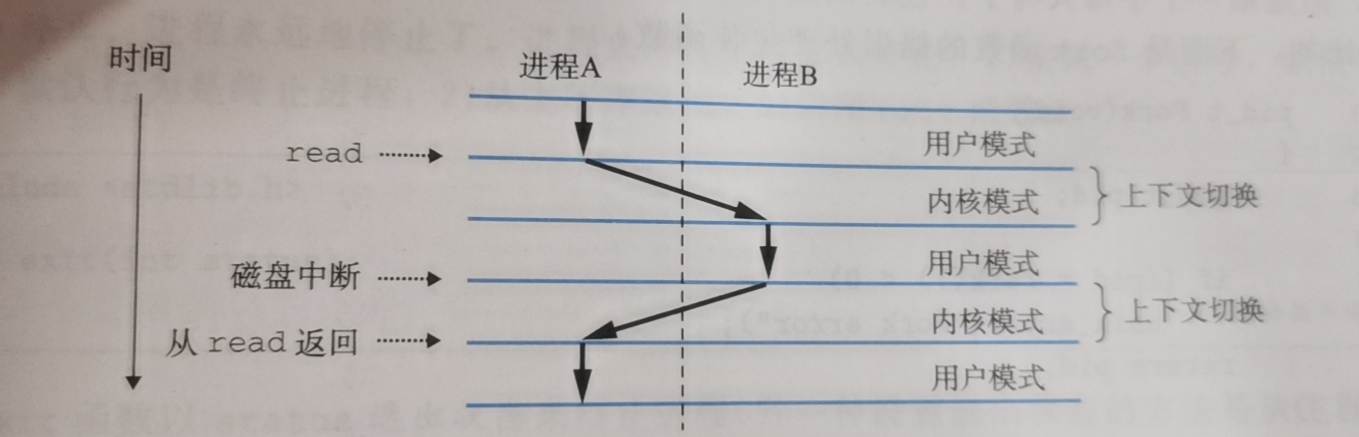 时间
进程A
进程B
用户模式
read
内核模式
上下文切换
用户模式
磁盘中断
内核模式
上下文切换
从 read 返回
用户模式